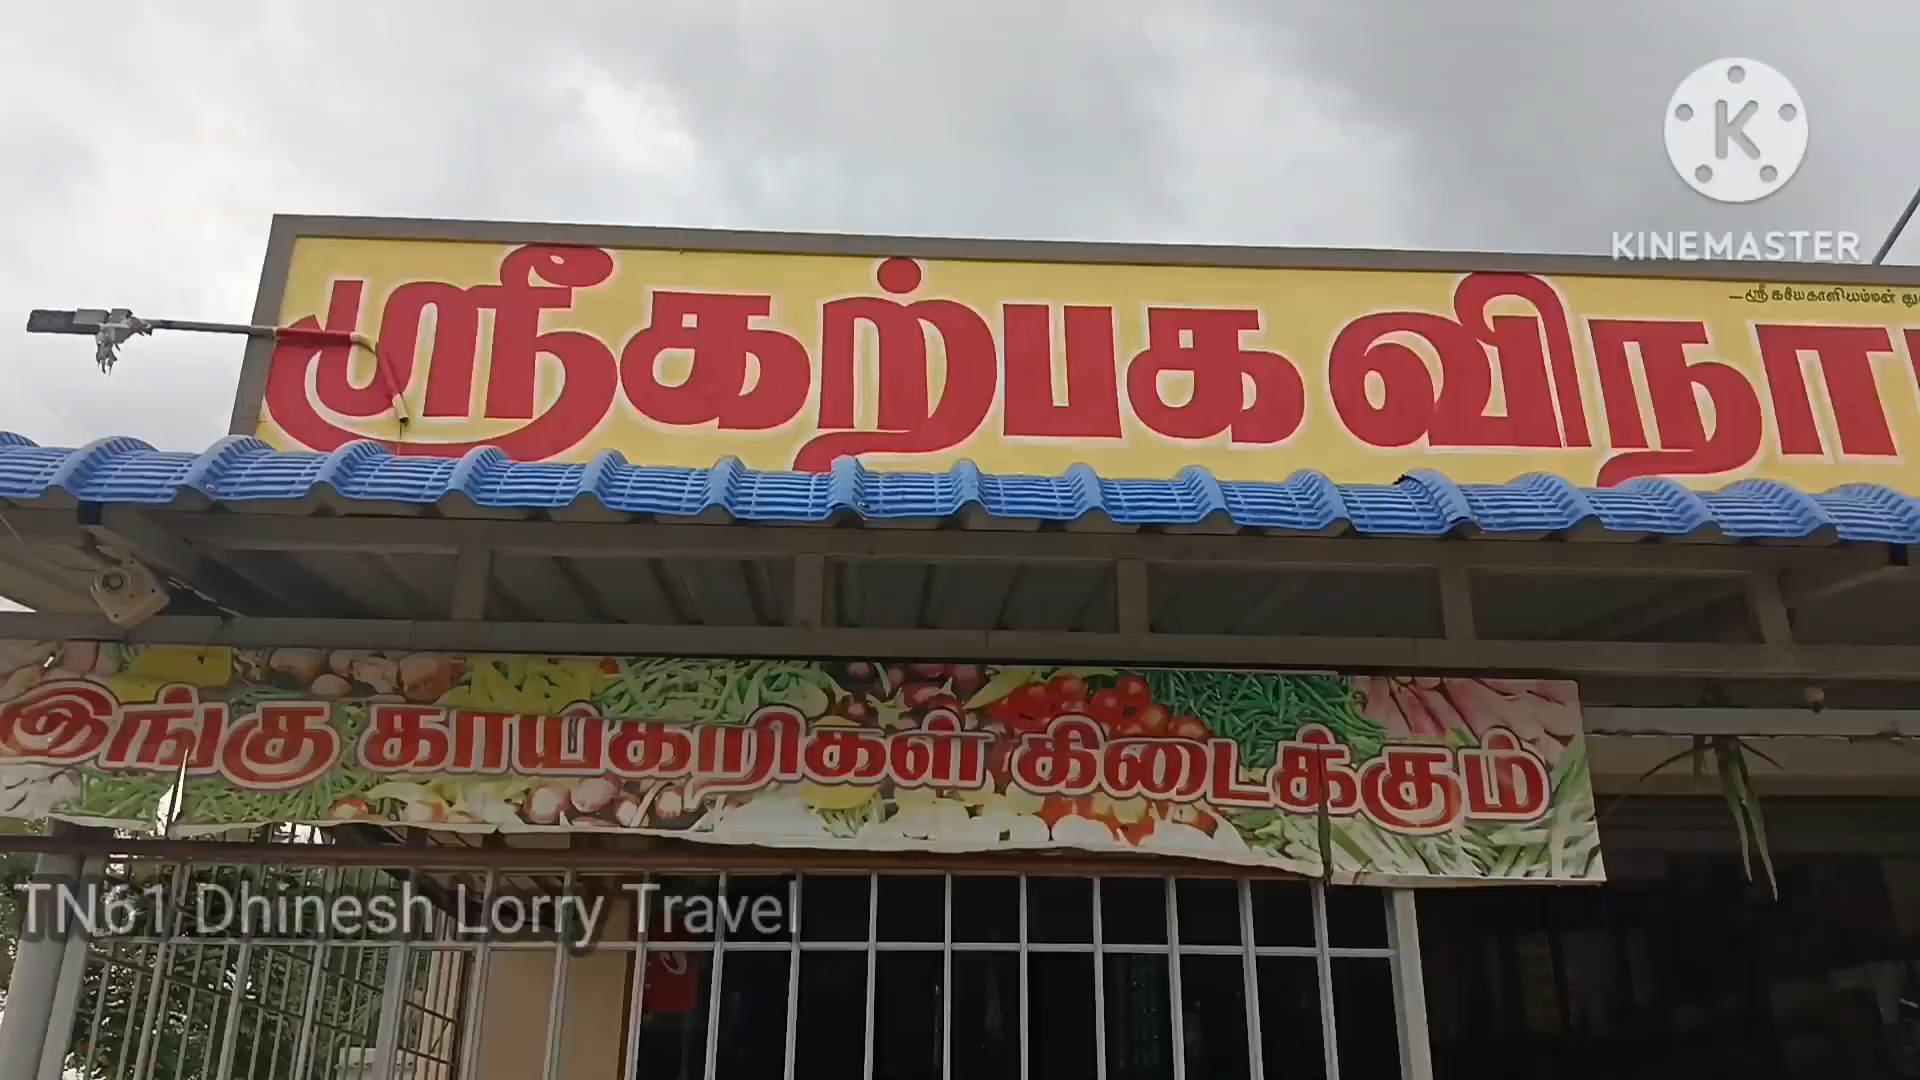 KINEMASTER
ஸ்ரீ கற்பக விநா
இங்கு காய்கறிகள் கிடைக்கும்
TN61 Dhinesh Lorry Travel